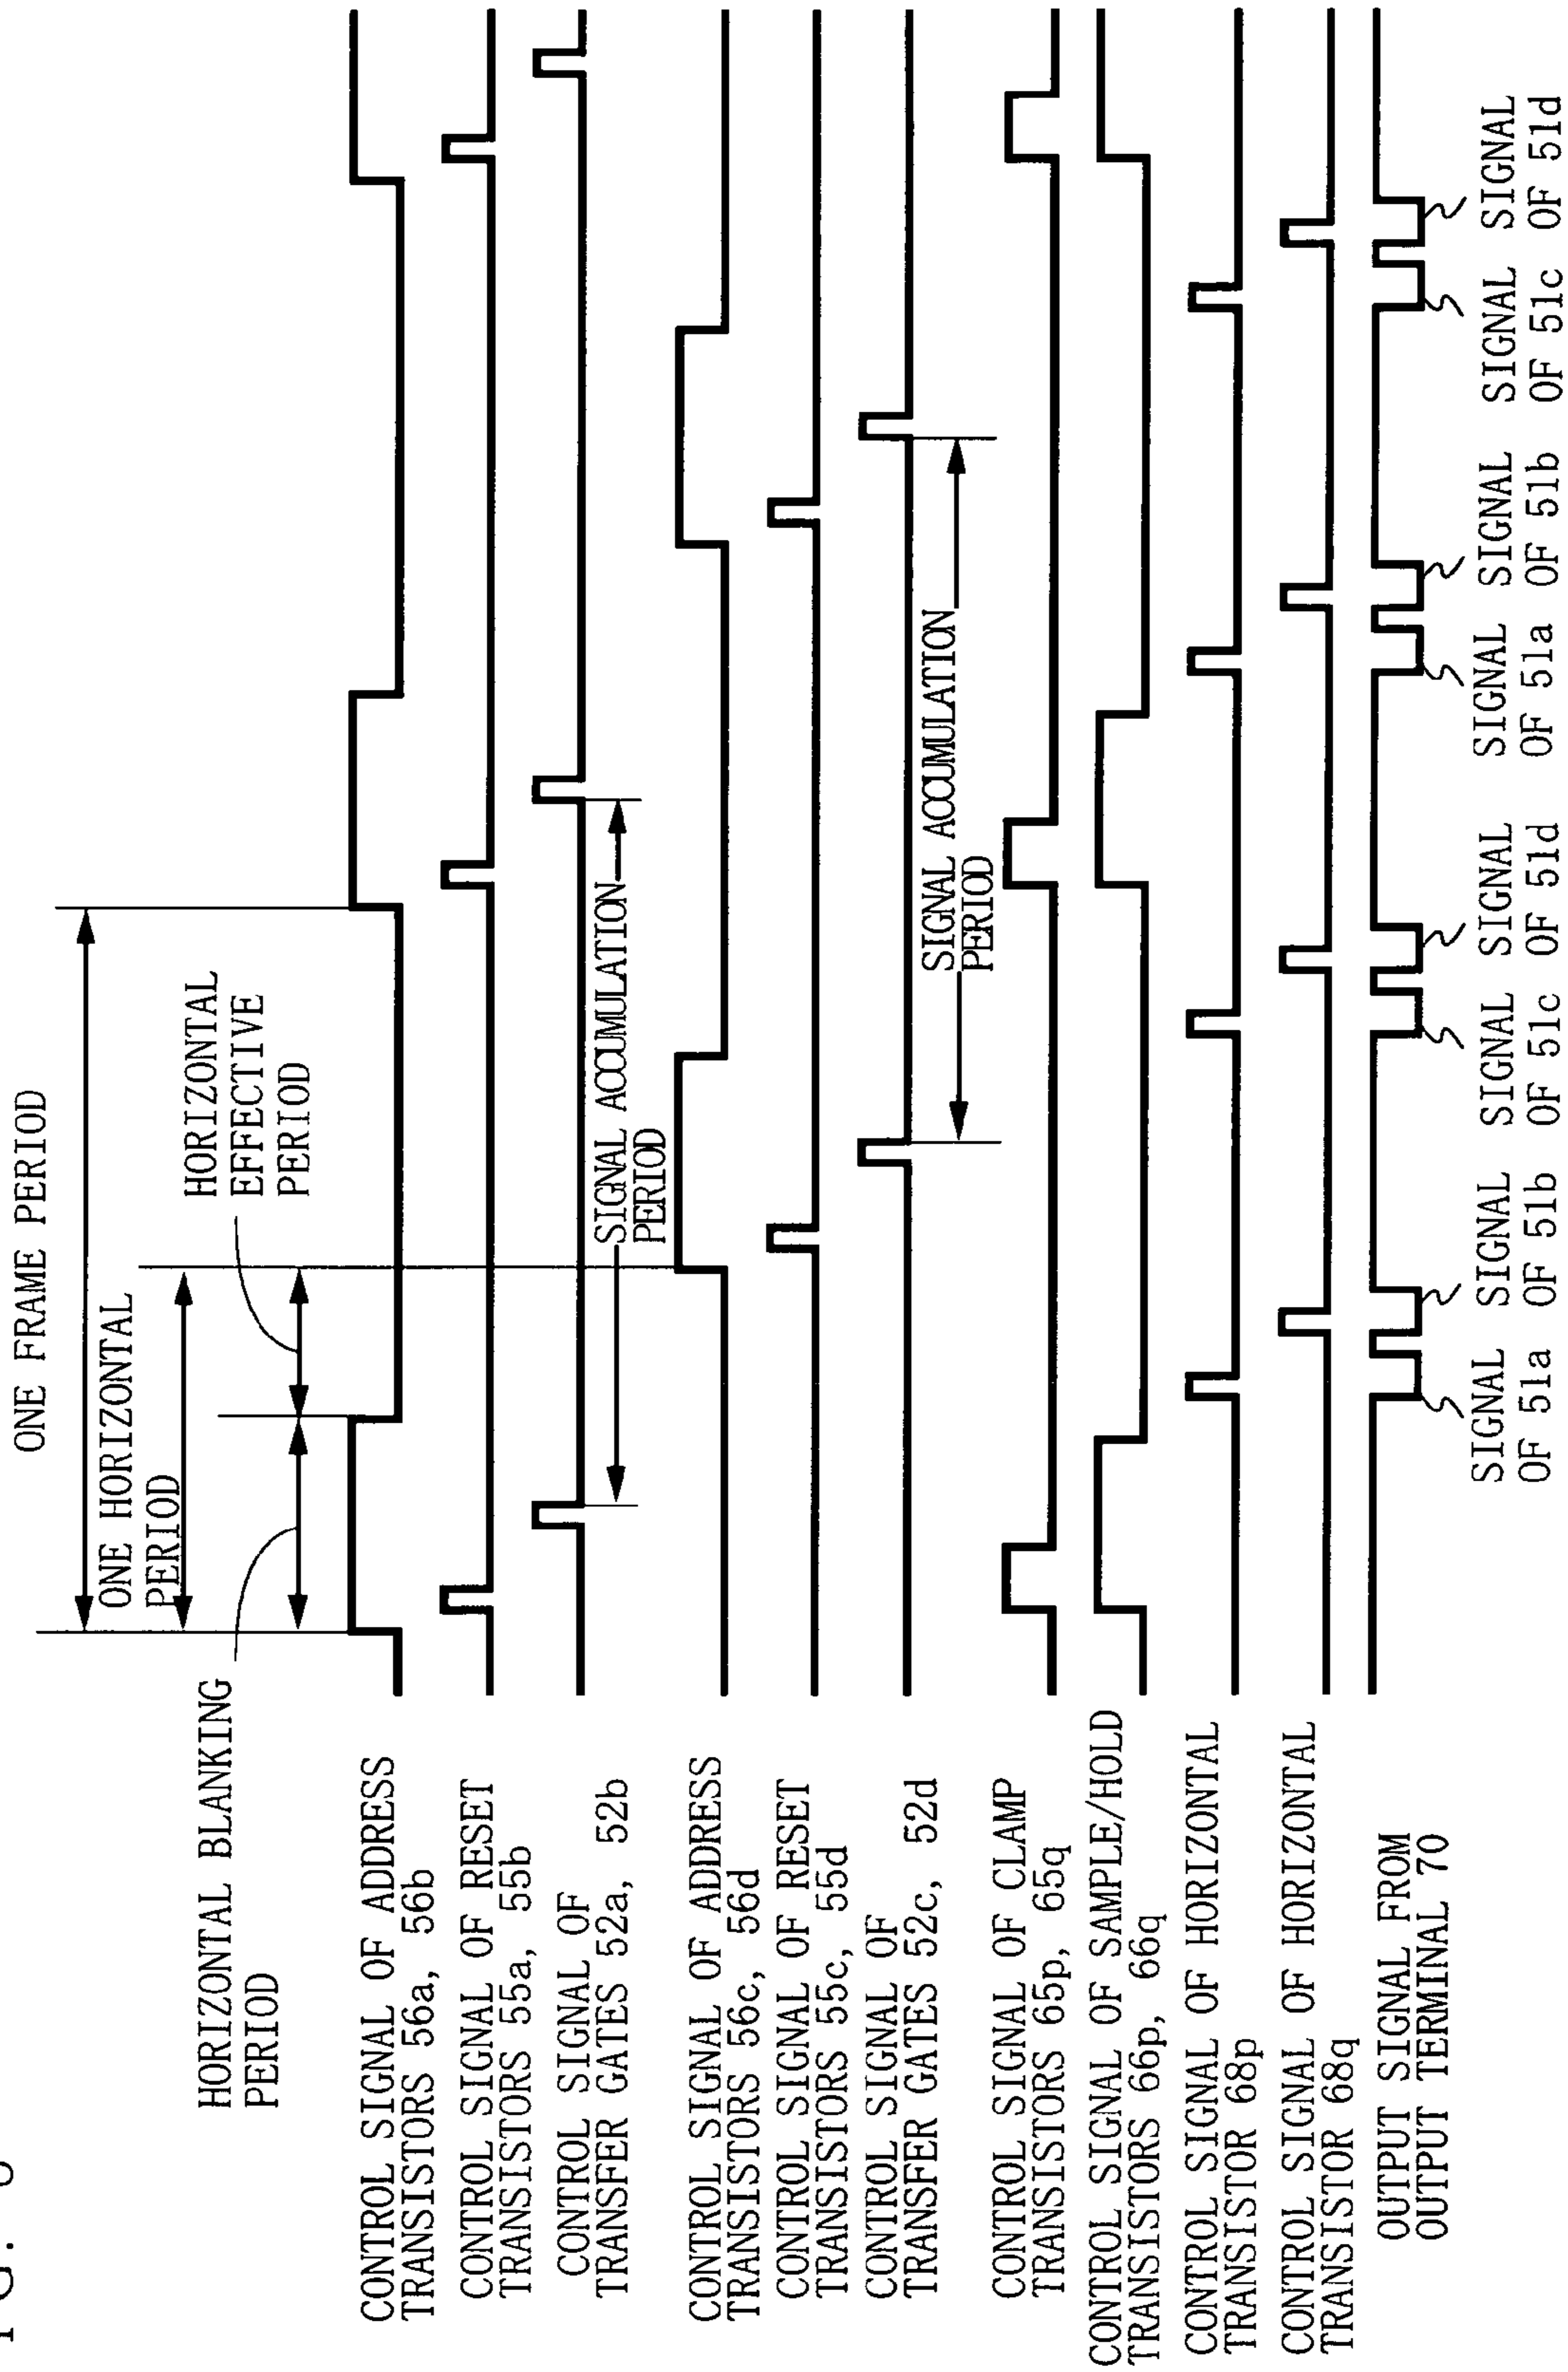 ONE FRAME PERIOD
ONE HORIZONTAL
PERIOD
HORIZONTAL
EFFECTIVE
PERIOD
HORIZONTAL BLANKING
PERIOD
CONTROL SIGNAL OF ADDRESS
TRANSISTORS 56a, 56b
CONTROL SIGNAL OF RESET
TRANSISTORS 55a, 55b
CONTROL SIGNAL OF
TRANSFER GATES 52a, 52b
SIGNAL ACCUMULATION
PERIOD
CONTROL SIGNAL OF ADDRESS
TRANSISTORS 56c, 56d
CONTROL SIGNAL OF RESET
TRANSISTORS 55c, 55d
CONTROL SIGNAL OF
TRANSFER GATES 52c, 52d
SIGNAL ACCUMULATION
PERIOD
CONTROL SIGNAL OF CLAMP
TRANSISTORS 65p, 65q
CONTROL SIGNAL OF SAMPLE/HOLD
TRANSISTORS 66p, 66q
CONTROL SIGNAL OF HORIZONTAL
TRANSISTOR 68p
CONTROL SIGNAL OF HORIZONTAL
TRANSISTOR 68q
OUTPUT SIGNAL FROM
OUTPUT TERMINAL 70
SIGNAL
OF 51a
SIGNAL
OF 51b
SIGNAL
OF 51c
SIGNAL
OF 51d
SIGNAL
OF 51a
SIGNAL
OF 51b
SIGNAL
OF 51c
SIGNAL
OF 51d